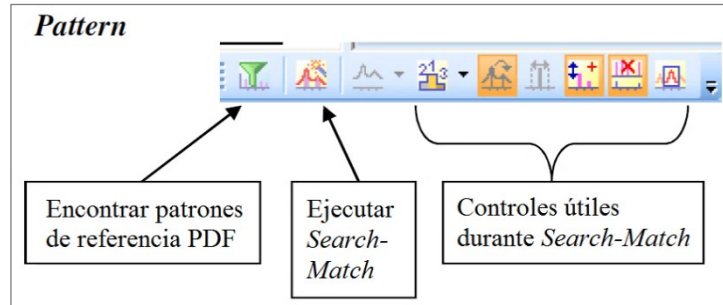 Pattern
Encontrar patrones
de referencia PDF
Ejecutar
Search-
Match
Controles útiles
durante Search-Match